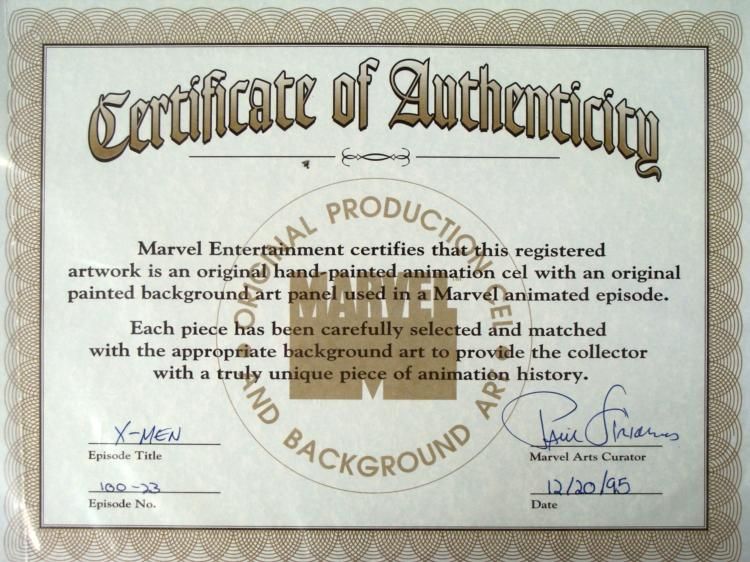 Certificate of Authenticity
Marvel Entertainment certifies that this registered
artwork is an original hand-painted animation cel with an original
painted background art panel used in a Marvel animated episode.
Each piece has been carefully selected and matched
with the appropriate background art to provide the collector
with a truly unique piece of animation history.
ORIGINAL PRODUCTION CEL
• AND BACKGROUND ART •
MARVEL™
M
X-MEN
Episode Title
100-23
Episode No.
Marvel Arts Curator
12/20/95
Date